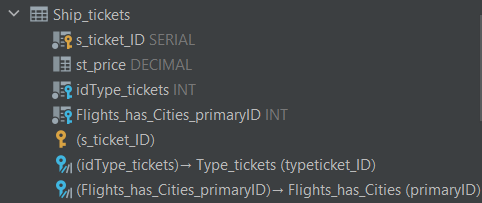 Ship_tickets
s_ticket_ID SERIAL
st_price DECIMAL
idType_tickets INT
Flights_has_Cities_primaryID INT
(s_ticket_ID)
(idType_tickets)→ Type_tickets (typeticket_ID)
(Flights_has_Cities_primaryID)→ Flights_has_Cities (primaryID)